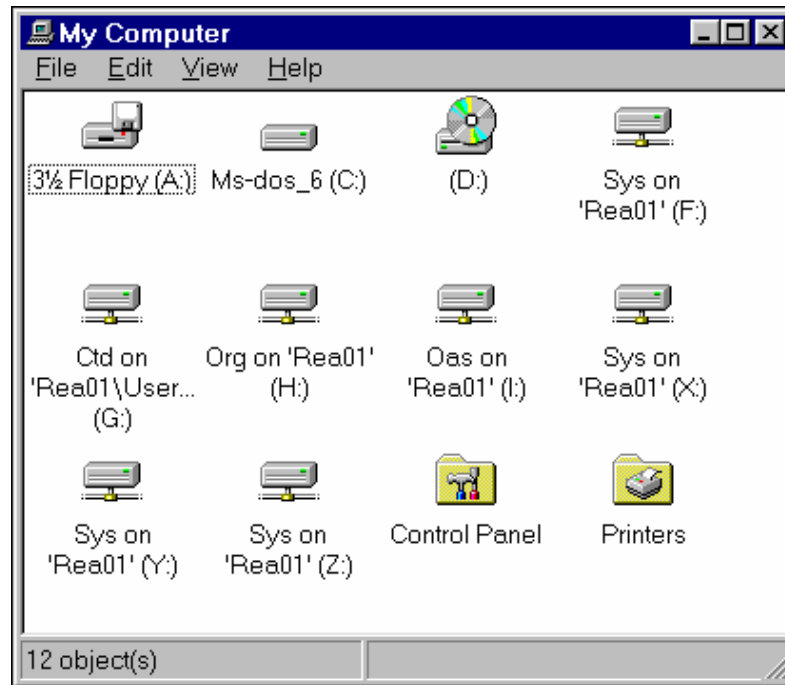 My Computer
File Edit View Help
3½ Floppy (A:) Ms-dos_6 (C:) (D:) Sys on
'Rea01' (F:)
Ctd on
'Rea01\User...
(G:)
Org on 'Rea01'
(H:)
Oas on
'Rea01' (I:)
Sys on
'Rea01' (X:)
Sys on
'Rea01' (Y:)
Sys on
'Rea01' (Z:)
Control Panel
Printers
12 object(s)